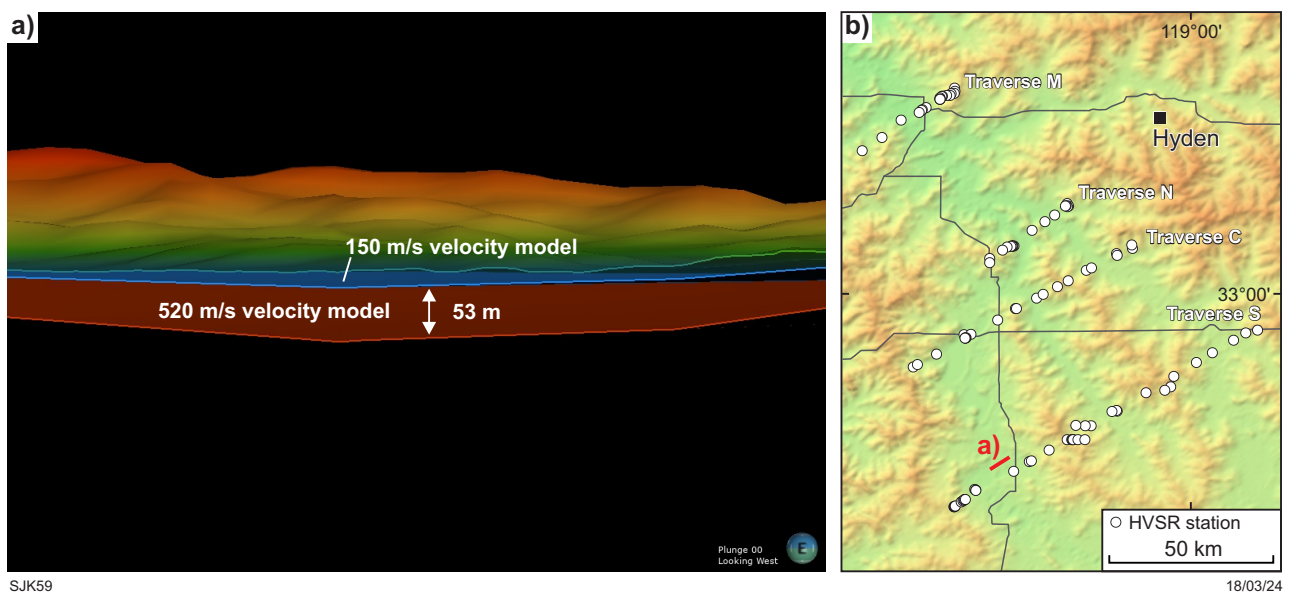 a)
150 m/s velocity model
520 m/s velocity model
53 m
Plunge 00
Looking West
E
SJK59
b)
119°00'
Traverse M
Hyden
Traverse N
Traverse C
33°00'
Traverse S
a)
HVSR station
50 km
18/03/24